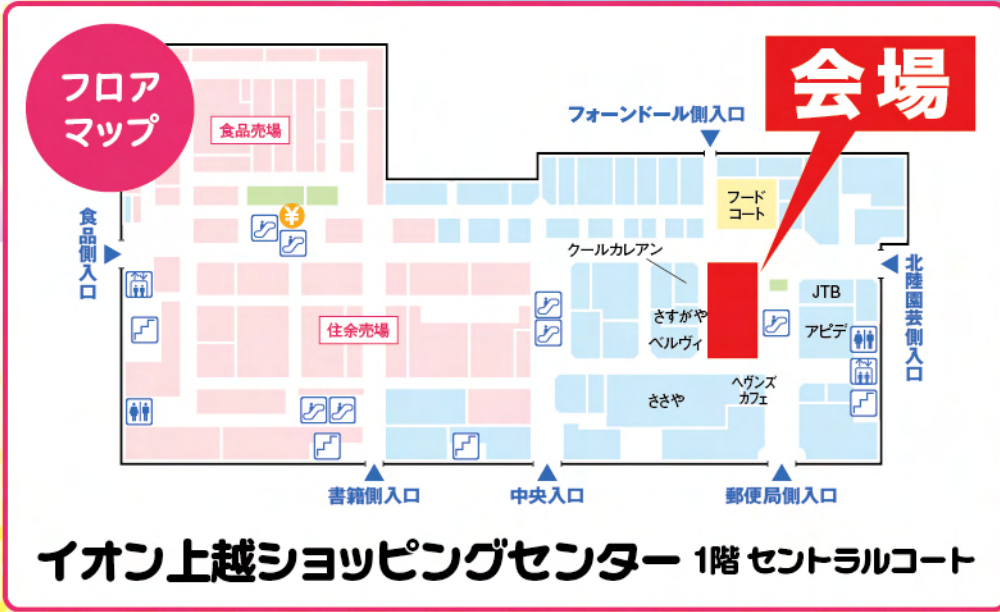 フロア
マップ
会場
フォーンドール側入口
食品売場
フード
コート
食品側入口
¥
クールカレアン
北陸園芸側入口
JTB
さすがや
アピデ
住余売場
ベルヴィ
ヘヴンズ
カフェ
ささや
書籍側入口
中央入口
郵便局側入口
イオン上越ショッピングセンター 1階 セントラルコート